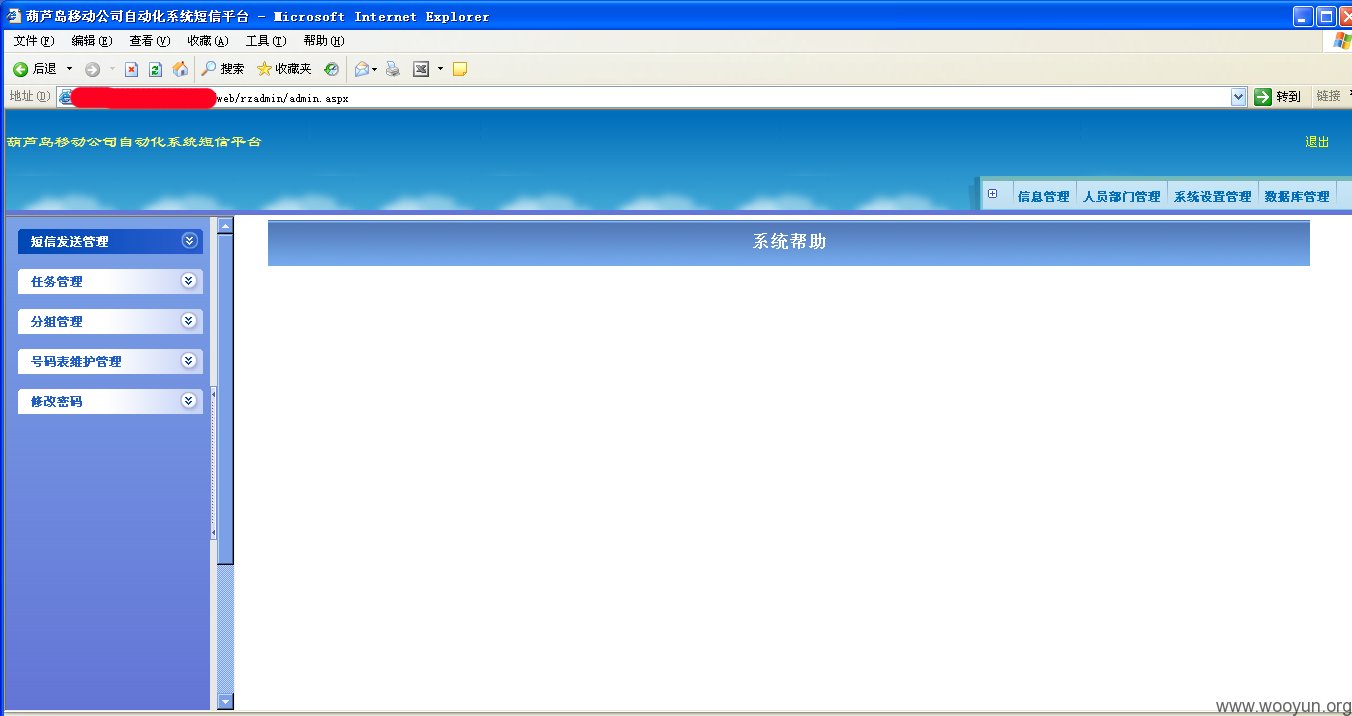 葫芦岛移动公司自动化系统短信平台 - Microsoft Internet Explorer
文件(F) 编辑(E) 查看(V) 收藏(A) 工具(T) 帮助(H)
后退 搜索 收藏夹
地址(D) web/rzadmin/admin.aspx 转到 链接
葫芦岛移动公司自动化系统短信平台
退出
信息管理 人员部门管理 系统设置管理 数据库管理
短信发送管理
任务管理
分组管理
号码表维护管理
修改密码
系统帮助
www.wooyun.org